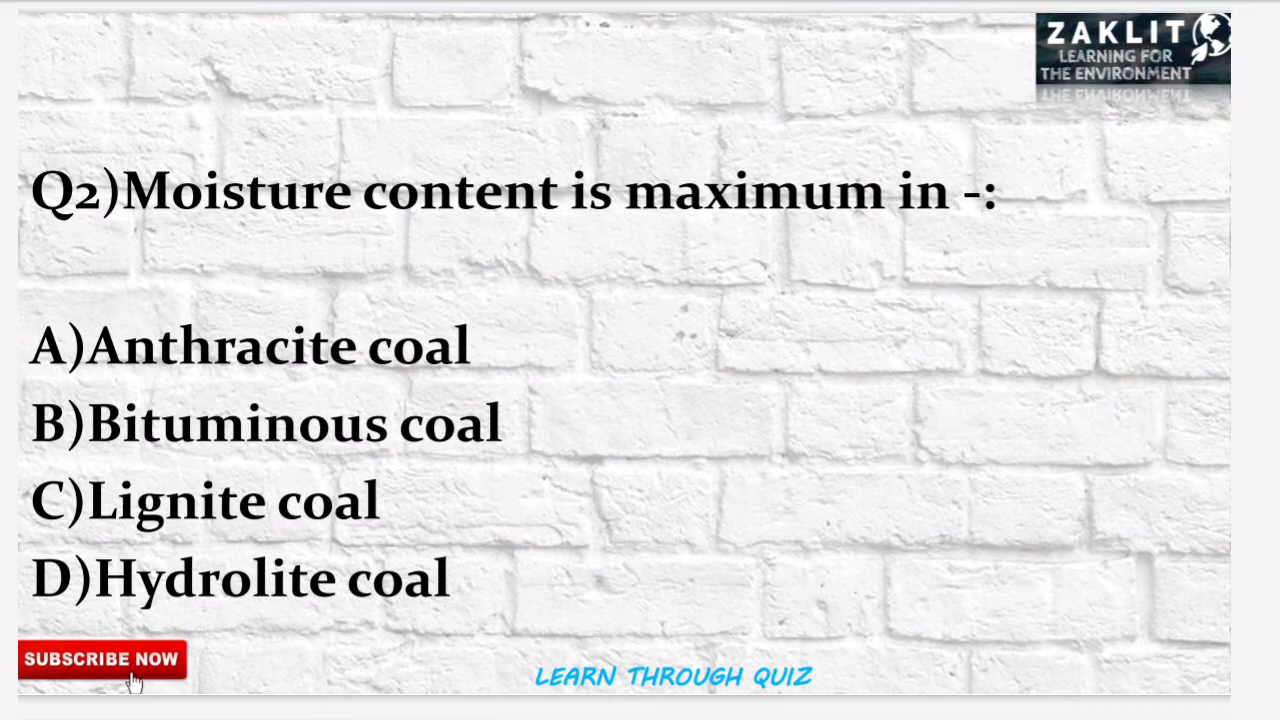 ZAKLIT
LEARNING FOR
THE ENVIRONMENT
Q2)Moisture content is maximum in -:
A)Anthracite coal
B)Bituminous coal
C)Lignite coal
D)Hydrolite coal
SUBSCRIBE NOW
LEARN THROUGH QUIZ